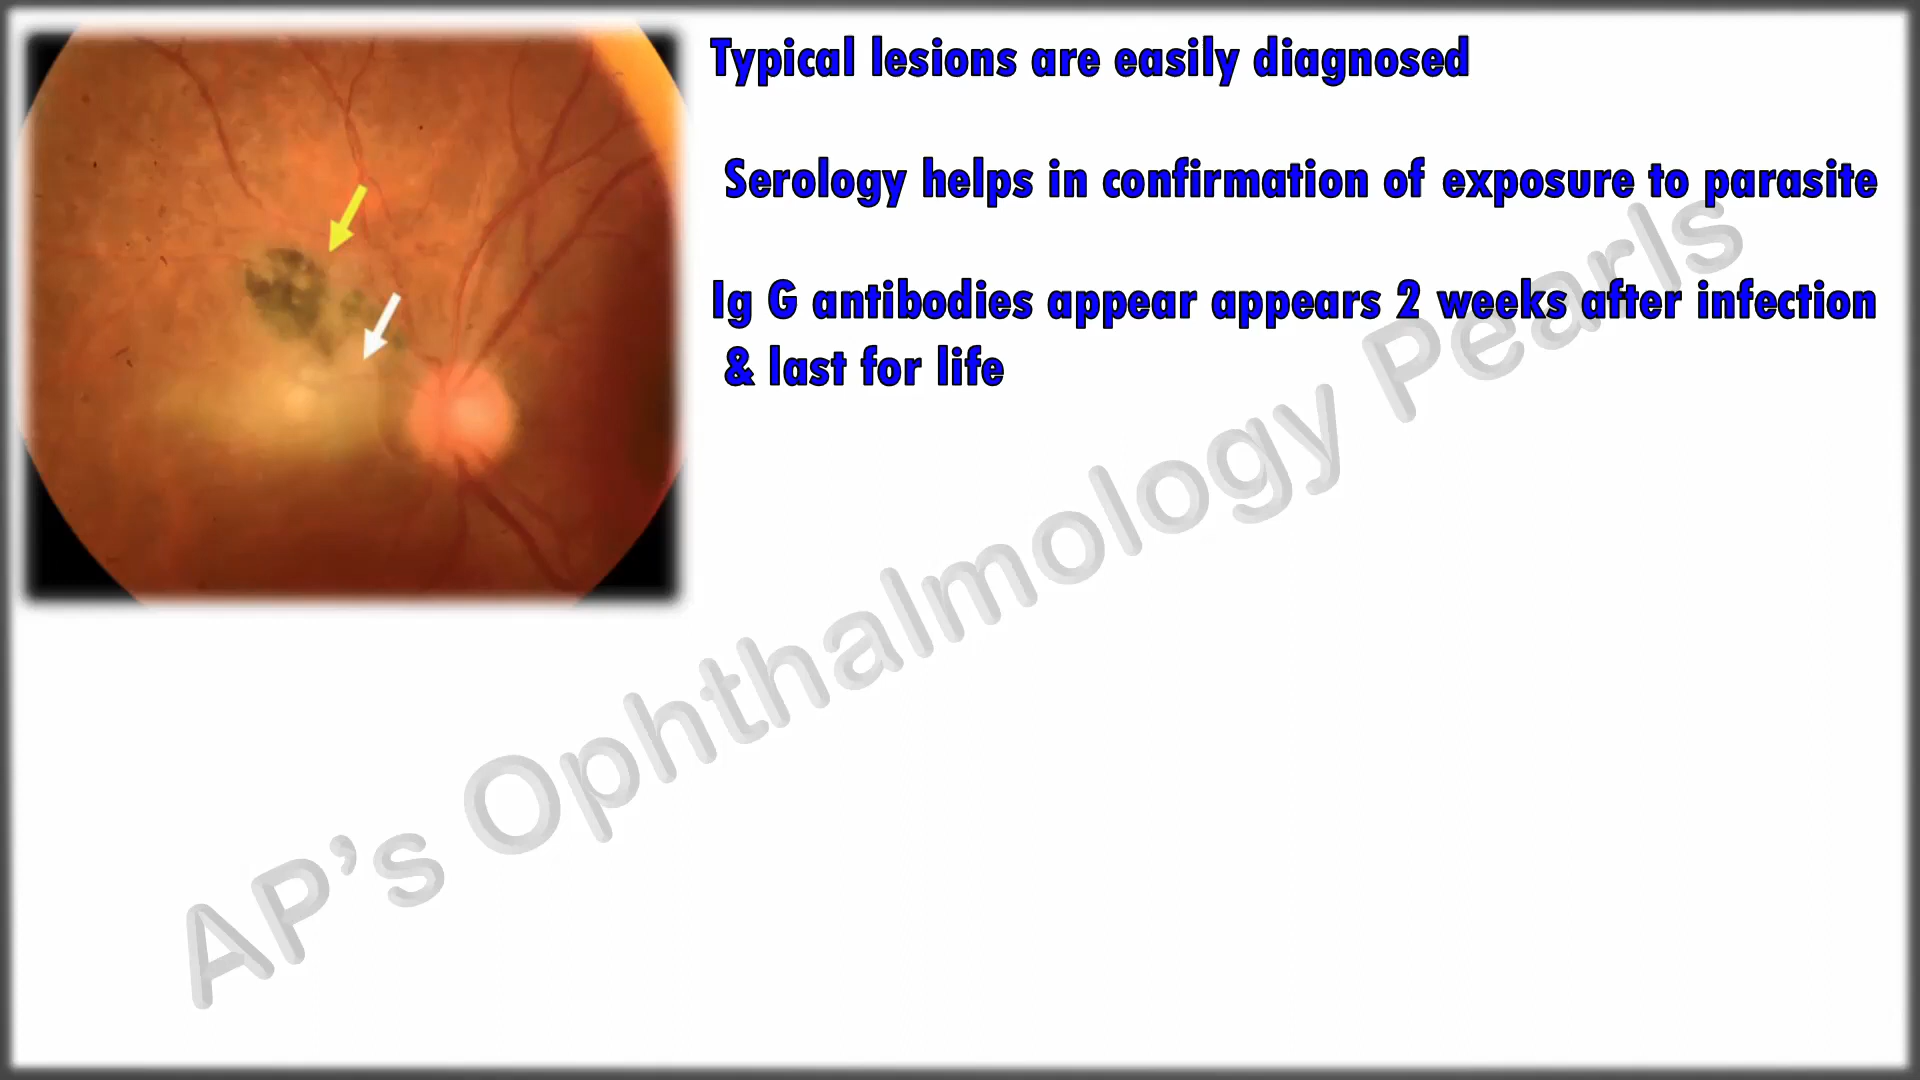 Typical lesions are easily diagnosed
Serology helps in confirmation of exposure to parasite
Ig G antibodies appear appears 2 weeks after infection
& last for life
AP's Ophthalmology Pearls